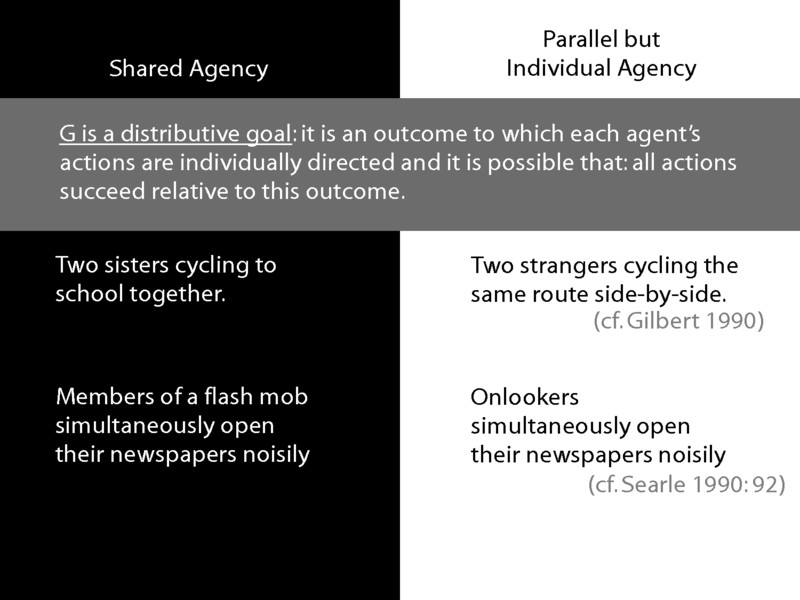 Shared Agency
Parallel but
Individual Agency
G is a distributive goal: it is an outcome to which each agent's
actions are individually directed and it is possible that: all actions
succeed relative to this outcome.
Two sisters cycling to
school together.
Two strangers cycling the
same route side-by-side.
(cf. Gilbert 1990)
Members of a flash mob
simultaneously open
their newspapers noisily
Onlookers
simultaneously open
their newspapers noisily
(cf. Searle 1990: 92)